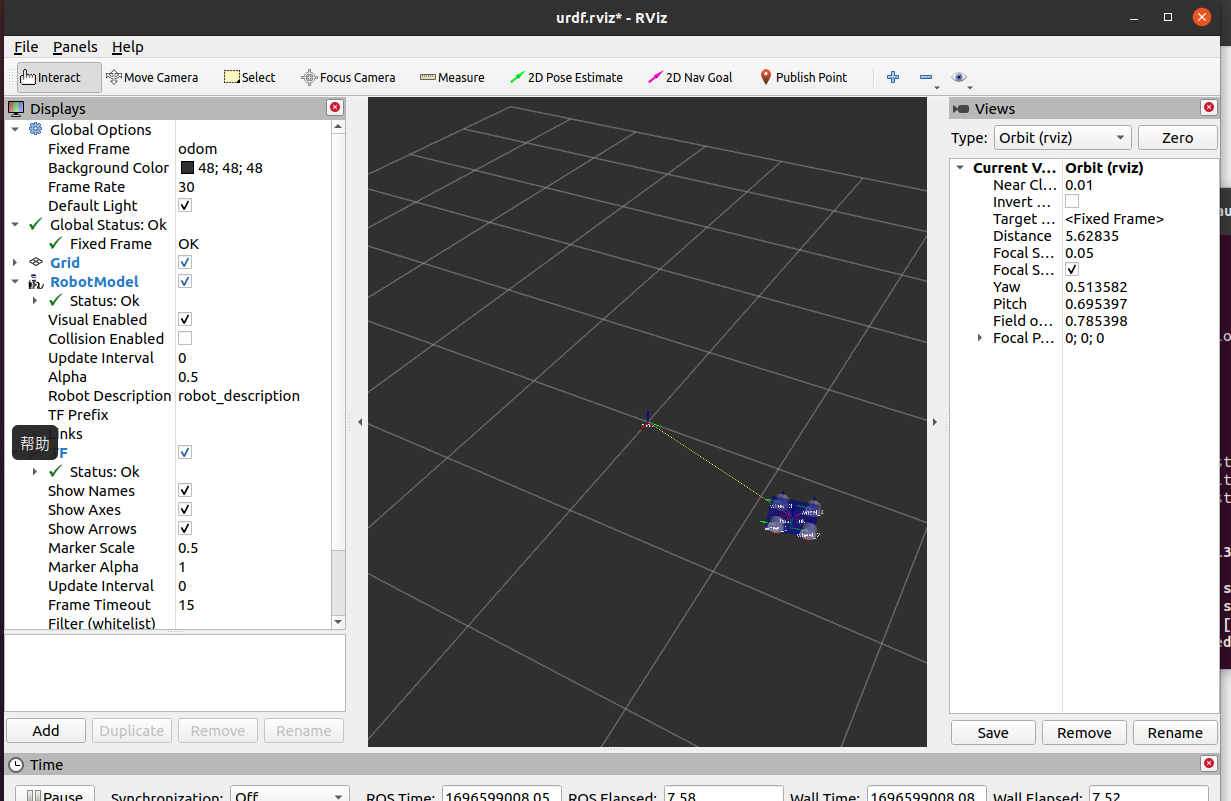 urdf.rviz* - RViz
File Panels Help
Interact Move Camera Select Focus Camera Measure 2D Pose Estimate 2D Nav Goal Publish Point
Displays
Global Options
Fixed Frame odom
Background Color 48; 48; 48
Frame Rate 30
Default Light
Global Status: Ok
Fixed Frame OK
Grid
RobotModel
Status: Ok
Visual Enabled
Collision Enabled
Update Interval 0
Alpha 0.5
Robot Description robot_description
TF Prefix
inks
帮助
F
Status: Ok
Show Names
Show Axes
Show Arrows
Marker Scale 0.5
Marker Alpha 1
Update Interval 0
Frame Timeout 15
Filter (whitelist)
Add Duplicate Remove Rename
wheel_3
wheel_4
wheel_1
wheel_2
Views
Type: Orbit (rviz) Zero
Current V... Orbit (rviz)
Near Cl... 0.01
Invert ...
Target ... <Fixed Frame>
Distance 5.62835
Focal S... 0.05
Focal S...
Yaw 0.513582
Pitch 0.695397
Field o... 0.785398
Focal P... 0; 0; 0
Save Remove Rename
Time
Pause Synchronization: Off ROS Time: 1696599008.05 ROS Elapsed: 7.58 Wall Time: 1696599008.08 Wall Elapsed: 7.52